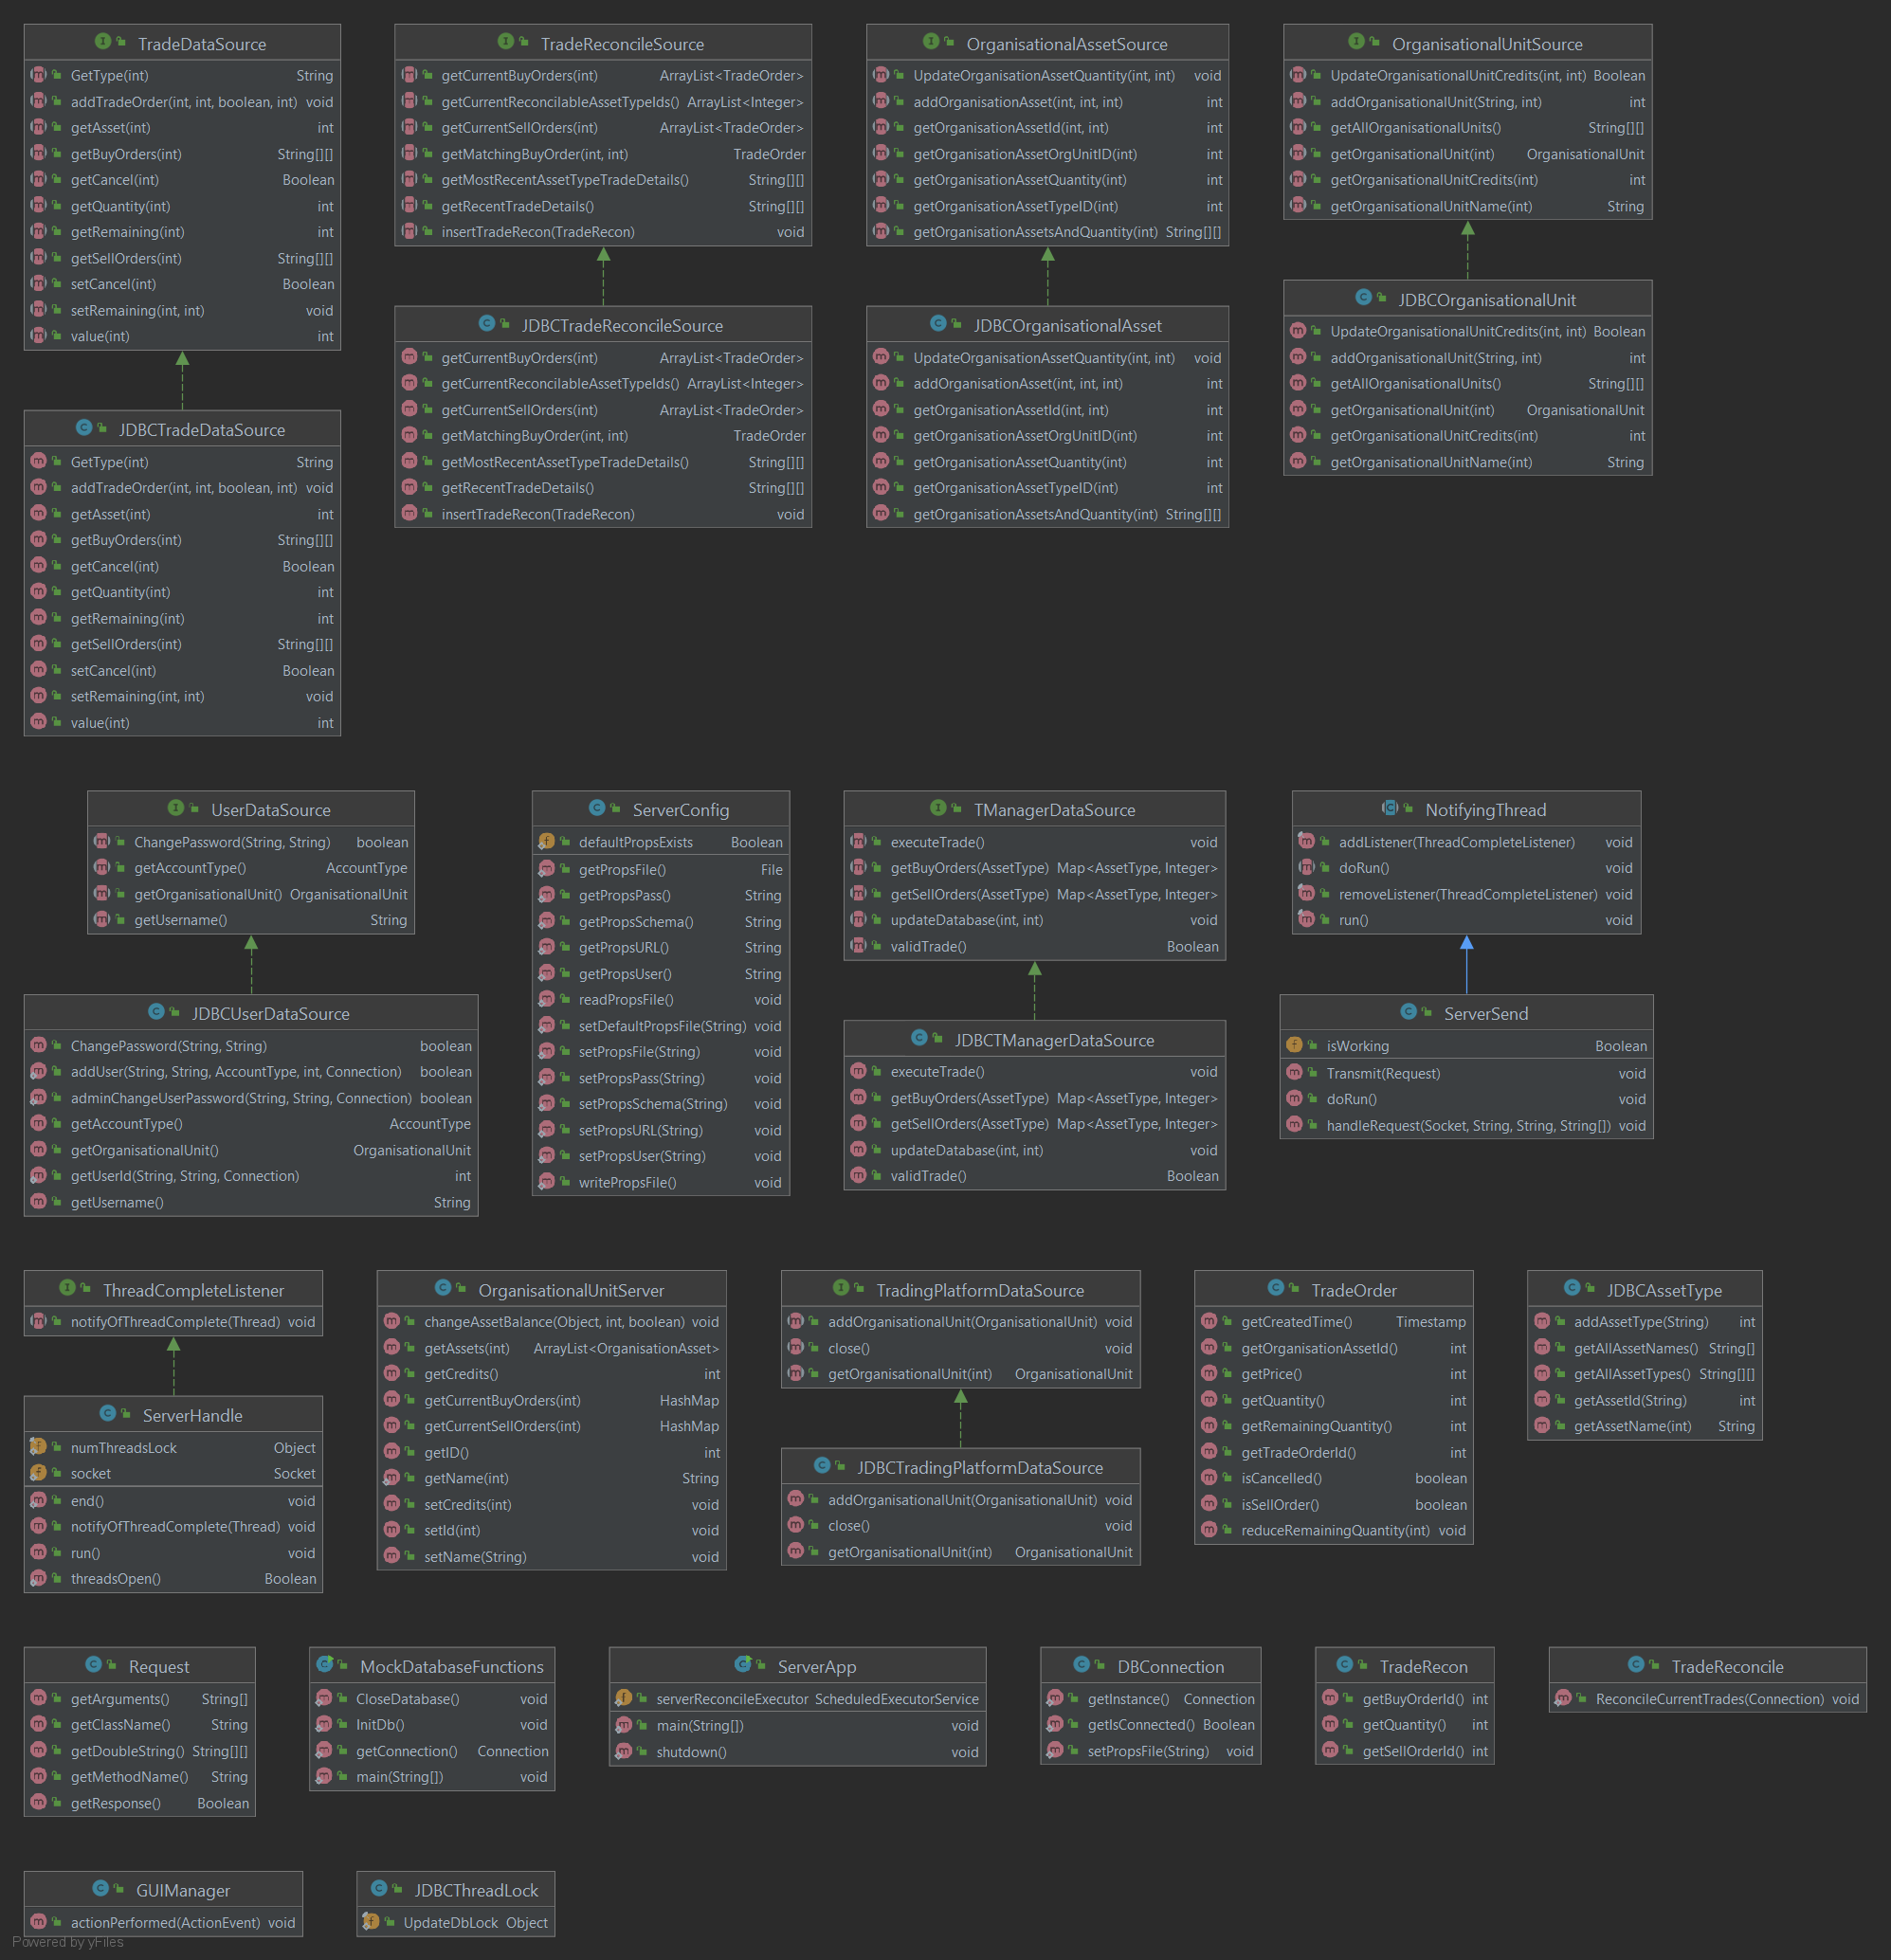 TradeDataSource
GetType(int) String
addTradeOrder(int, int, boolean, int) void
getAsset(int) int
getBuyOrders(int) String[][]
getCancel(int) Boolean
getQuantity(int) int
getRemaining(int) int
getSellOrders(int) String[][]
setCancel(int) Boolean
setRemaining(int, int) void
value(int) int
TradeReconcileSource
getCurrentBuyOrders(int) ArrayList<TradeOrder>
getCurrentReconcilableAssetTypeIds() ArrayList<Integer>
getCurrentSellOrders(int) ArrayList<TradeOrder>
getMatchingBuyOrder(int, int) TradeOrder
getMostRecentAssetTypeTradeDetails() String[][]
getRecentTradeDetails() String[][]
insertTradeRecon(TradeRecon) void
OrganisationalAssetSource
UpdateOrganisationAssetQuantity(int, int) void
addOrganisationAsset(int, int, int) int
getOrganisationAssetId(int, int) int
getOrganisationAssetOrgUnitID(int) int
getOrganisationAssetQuantity(int) int
getOrganisationAssetTypeID(int) int
getOrganisationAssetsAndQuantity(int) String[][]
OrganisationalUnitSource
UpdateOrganisationalUnitCredits(int, int) Boolean
addOrganisationalUnit(String, int) int
getAllOrganisationalUnits() String[][]
getOrganisationalUnit(int) OrganisationalUnit
getOrganisationalUnitCredits(int) int
getOrganisationalUnitName(int) String
JDBCTradeDataSource
GetType(int) String
addTradeOrder(int, int, boolean, int) void
getAsset(int) int
getBuyOrders(int) String[][]
getCancel(int) Boolean
getQuantity(int) int
getRemaining(int) int
getSellOrders(int) String[][]
setCancel(int) Boolean
setRemaining(int, int) void
value(int) int
JDBCTradeReconcileSource
getCurrentBuyOrders(int) ArrayList<TradeOrder>
getCurrentReconcilableAssetTypeIds() ArrayList<Integer>
getCurrentSellOrders(int) ArrayList<TradeOrder>
getMatchingBuyOrder(int, int) TradeOrder
getMostRecentAssetTypeTradeDetails() String[][]
getRecentTradeDetails() String[][]
insertTradeRecon(TradeRecon) void
JDBCOrganisationalAsset
UpdateOrganisationAssetQuantity(int, int) void
addOrganisationAsset(int, int, int) int
getOrganisationAssetId(int, int) int
getOrganisationAssetOrgUnitID(int) int
getOrganisationAssetQuantity(int) int
getOrganisationAssetTypeID(int) int
getOrganisationAssetsAndQuantity(int) String[][]
JDBCOrganisationalUnit
UpdateOrganisationalUnitCredits(int, int) Boolean
addOrganisationalUnit(String, int) int
getAllOrganisationalUnits() String[][]
getOrganisationalUnit(int) OrganisationalUnit
getOrganisationalUnitCredits(int) int
getOrganisationalUnitName(int) String
UserDataSource
ChangePassword(String, String) boolean
getAccountType() AccountType
getOrganisationalUnit() OrganisationalUnit
getUsername() String
JDBCUserDataSource
ChangePassword(String, String) boolean
addUser(String, String, AccountType, int, Connection) boolean
adminChangeUserPassword(String, String, Connection) boolean
getAccountType() AccountType
getOrganisationalUnit() OrganisationalUnit
getUserId(String, String, Connection) int
getUsername() String
ServerConfig
defaultPropsExists Boolean
getPropsFile() File
getPropsPass() String
getPropsSchema() String
getPropsURL() String
getPropsUser() String
readPropsFile() void
setDefaultPropsFile(String) void
setPropsFile(String) void
setPropsPass(String) void
setPropsSchema(String) void
setPropsURL(String) void
setPropsUser(String) void
writePropsFile() void
TManagerDataSource
executeTrade() void
getBuyOrders(AssetType) Map<AssetType, Integer>
getSellOrders(AssetType) Map<AssetType, Integer>
updateDatabase(int, int) void
validTrade() Boolean
JDBCTManagerDataSource
executeTrade() void
getBuyOrders(AssetType) Map<AssetType, Integer>
getSellOrders(AssetType) Map<AssetType, Integer>
updateDatabase(int, int) void
validTrade() Boolean
NotifyingThread
addListener(ThreadCompleteListener) void
doRun() void
removeListener(ThreadCompleteListener) void
run() void
ServerSend
isWorking Boolean
Transmit(Request) void
doRun() void
handleRequest(Socket, String, String, String[]) void
ThreadCompleteListener
notifyOfThreadComplete(Thread) void
ServerHandle
numThreadsLock Object
socket Socket
end() void
notifyOfThreadComplete(Thread) void
run() void
threadsOpen() Boolean
OrganisationalUnitServer
changeAssetBalance(Object, int, boolean) void
getAssets(int) ArrayList<OrganisationAsset>
getCredits() int
getCurrentBuyOrders(int) HashMap
getCurrentSellOrders(int) HashMap
getID() int
getName(int) String
setCredits(int) void
setId(int) void
setName(String) void
TradingPlatformDataSource
addOrganisationalUnit(OrganisationalUnit) void
close() void
getOrganisationalUnit(int) OrganisationalUnit
JDBCTradingPlatformDataSource
addOrganisationalUnit(OrganisationalUnit) void
close() void
getOrganisationalUnit(int) OrganisationalUnit
TradeOrder
getCreatedTime() Timestamp
getOrganisationAssetId() int
getPrice() int
getQuantity() int
getRemainingQuantity() int
getTradeOrderId() int
isCancelled() boolean
isSellOrder() boolean
reduceRemainingQuantity(int) void
JDBCAssetType
addAssetType(String) int
getAllAssetNames() String[]
getAllAssetTypes() String[][]
getAssetId(String) int
getAssetName(int) String
Request
getArguments() String[]
getClassName() String
getDoubleString() String[][]
getMethodName() String
getResponse() Boolean
MockDatabaseFunctions
CloseDatabase() void
InitDb() void
getConnection() Connection
main(String[]) void
ServerApp
serverReconcileExecutor ScheduledExecutorService
main(String[]) void
shutdown() void
DBConnection
getInstance() Connection
getIsConnected() Boolean
setPropsFile(String) void
TradeRecon
getBuyOrderId() int
getQuantity() int
getSellOrderId() int
TradeReconcile
ReconcileCurrentTrades(Connection) void
GUIManager
actionPerformed(ActionEvent) void
JDBCThreadLock
UpdateDbLock Object
Powered by yFiles